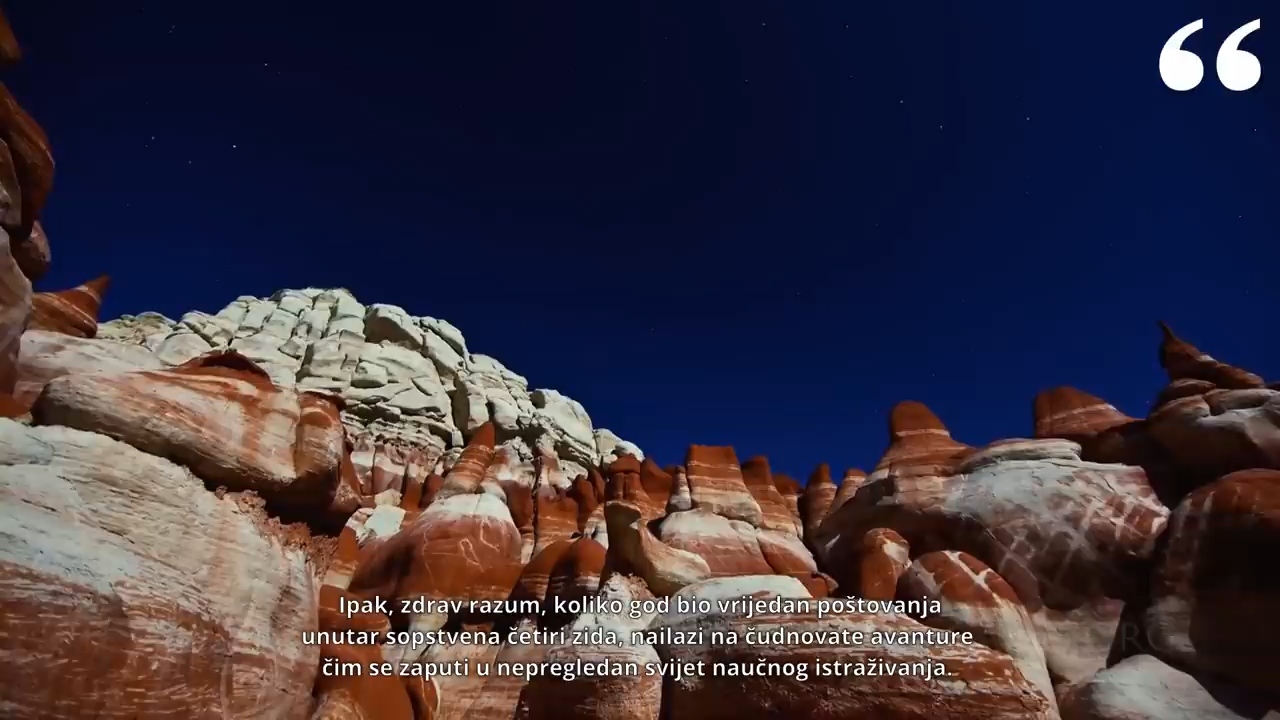 “
Ipak, zdrav razum, koliko god bio vrijedan poštovanja
unutar sopstvena četiri zida, nailazi na čudnovate avanture
čim se zaputi u nepregledan svijet naučnog istraživanja.